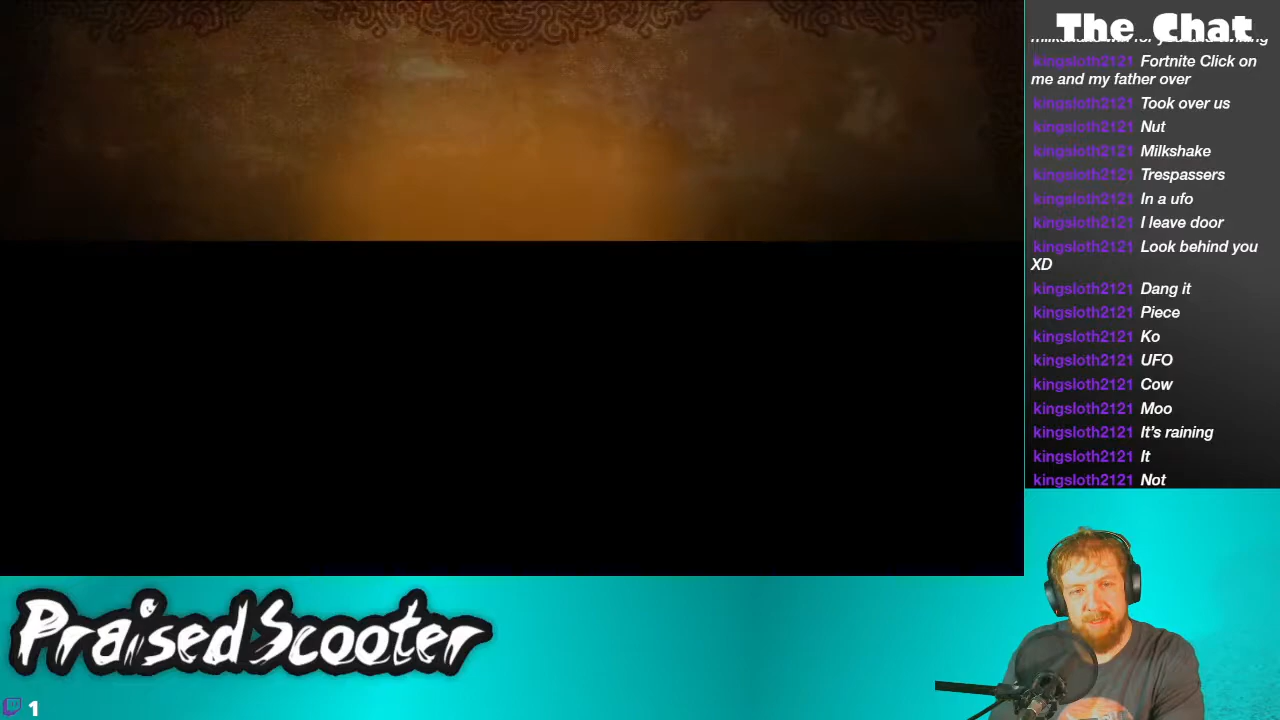 The Chat
kingsloth2121 Fortnite Click on
me and my father over
kingsloth2121 Took over us
kingsloth2121 Nut
kingsloth2121 Milkshake
kingsloth2121 Trespassers
kingsloth2121 In a ufo
kingsloth2121 I leave door
kingsloth2121 Look behind you
XD
kingsloth2121 Dang it
kingsloth2121 Piece
kingsloth2121 Ko
kingsloth2121 UFO
kingsloth2121 Cow
kingsloth2121 Moo
kingsloth2121 It's raining
kingsloth2121 It
kingsloth2121 Not
PraisedScooter
1